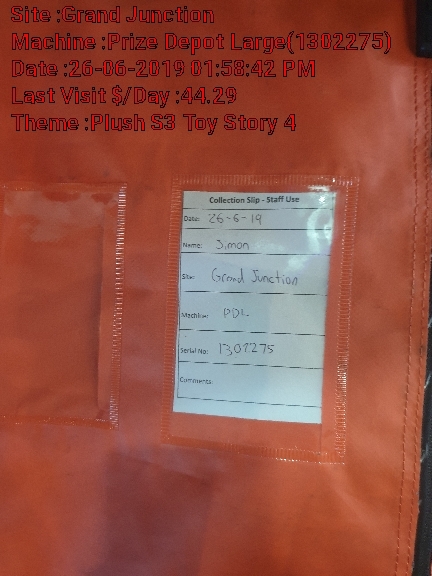 Site :Grand Junction
Machine :Prize Depot Large(1302275)
Date :26-06-2019 01:58:42 PM
Last Visit $/Day :44.29
Theme :Plush S3 Toy Story 4
Collection Slip - Staff Use
Date: 26-6-19
Name: Simon
Site: Grand Junction
Machine: PDL
Serial No: 1302275
Comments: